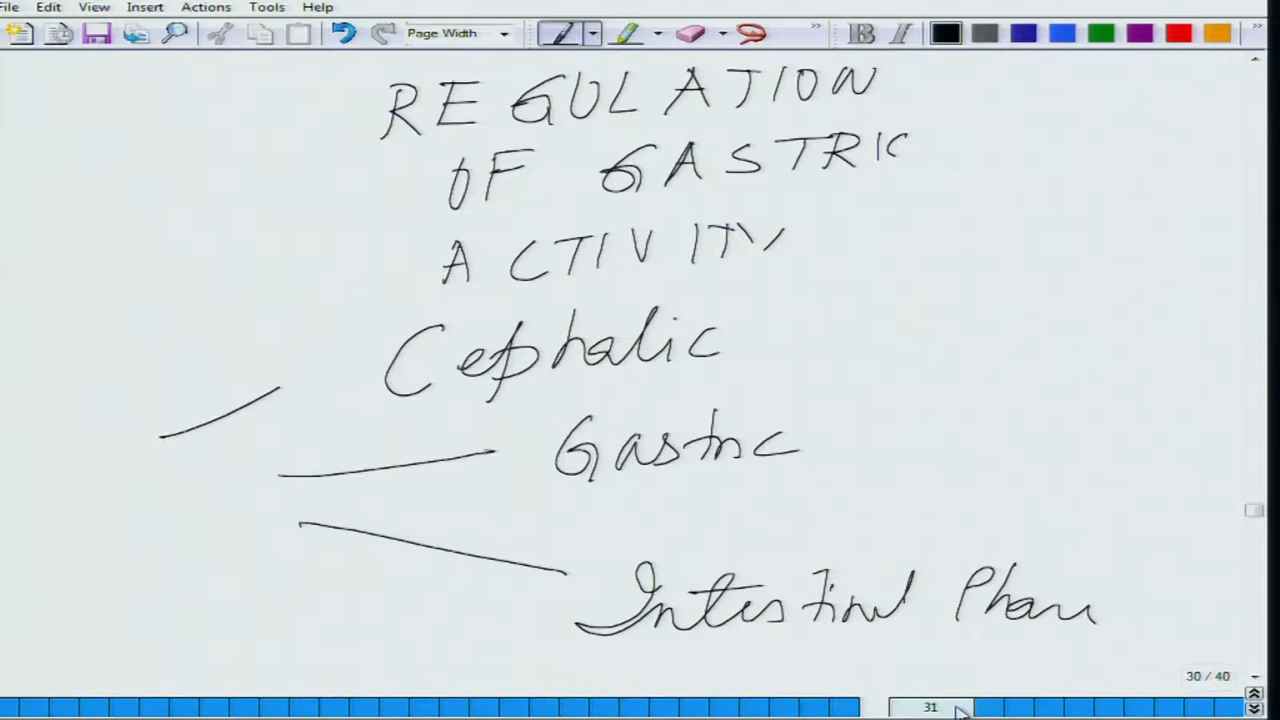 File Edit View Insert Actions Tools Help
Page Width
B I
REGULATION
OF GASTRIC
ACTIVITY
Cephalic
Gastric
Intestinal Phase
30 / 40
31